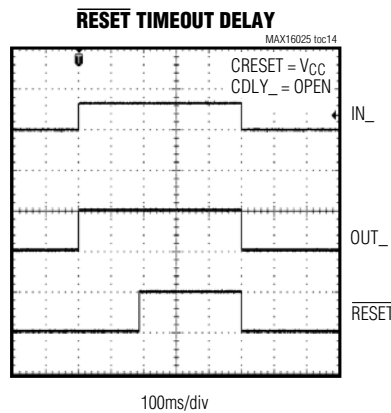 RESET TIMEOUT DELAY
MAX16025 toc14
T
CRESET = VCC
CDLY_ = OPEN
IN_
OUT_
RESET
100ms/div